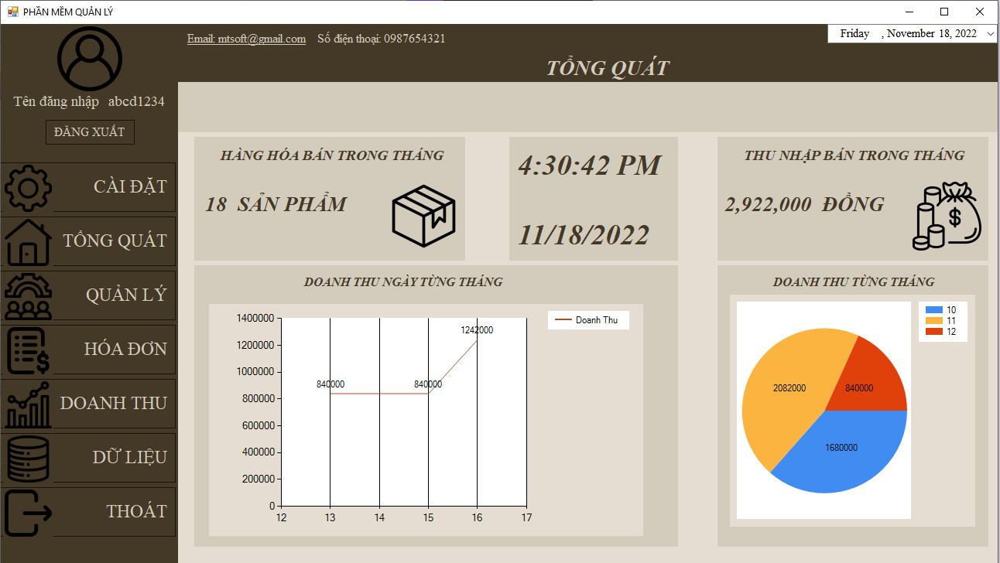 PHẦN MỀM QUẢN LÝ
Email: mtsoft@gmail.com Số điện thoại: 0987654321
Friday , November 18, 2022
TỔNG QUÁT
Tên đăng nhập abcd1234
ĐĂNG XUẤT
CÀI ĐẶT
TỔNG QUÁT
QUẢN LÝ
HÓA ĐƠN
DOANH THU
DỮ LIỆU
THOÁT
HÀNG HÓA BÁN TRONG THÁNG
18 SẢN PHẨM
4:30:42 PM
11/18/2022
THU NHẬP BÁN TRONG THÁNG
2,922,000 ĐỒNG
$
DOANH THU NGÀY TỪNG THÁNG
Doanh Thu
1400000
1200000
1000000
800000
600000
400000
200000
0
840000
840000
1242000
12 13 14 15 16 17
DOANH THU TỪNG THÁNG
10
11
12
2082000
840000
1680000